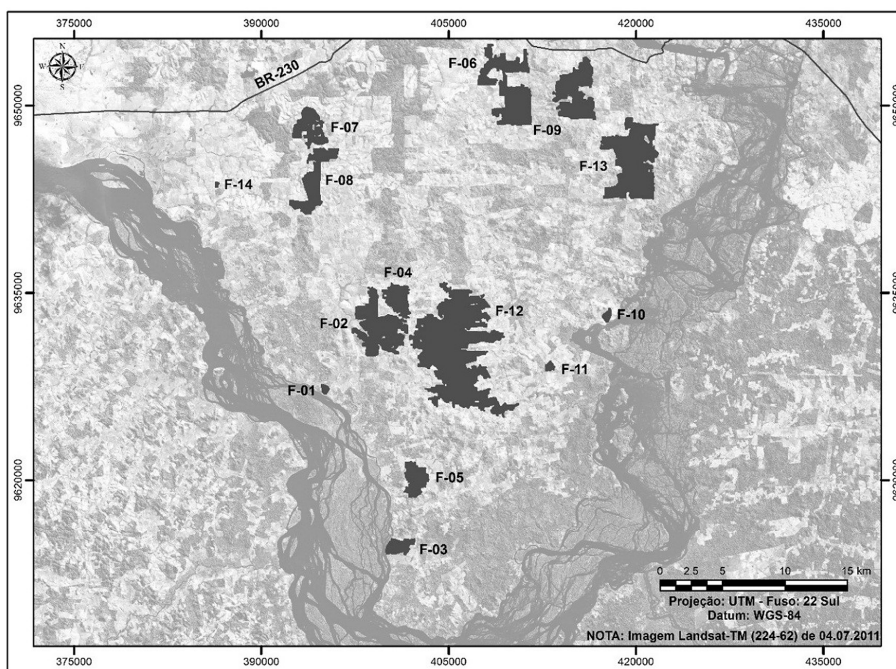 375000 390000 405000 420000 435000
N
W E
S
BR-230
F-06
9650000 9650000
F-07
F-09
F-13
F-14
F-08
F-04
9635000 9635000
F-02
F-12
F-10
F-11
F-01
9620000 9620000
F-05
F-03
0 2.5 5 10 15 km
Projeção: UTM - Fuso: 22 Sul
Datum: WGS-84
NOTA: Imagem Landsat-TM (224-62) de 04.07.2011
375000 390000 405000 420000 435000